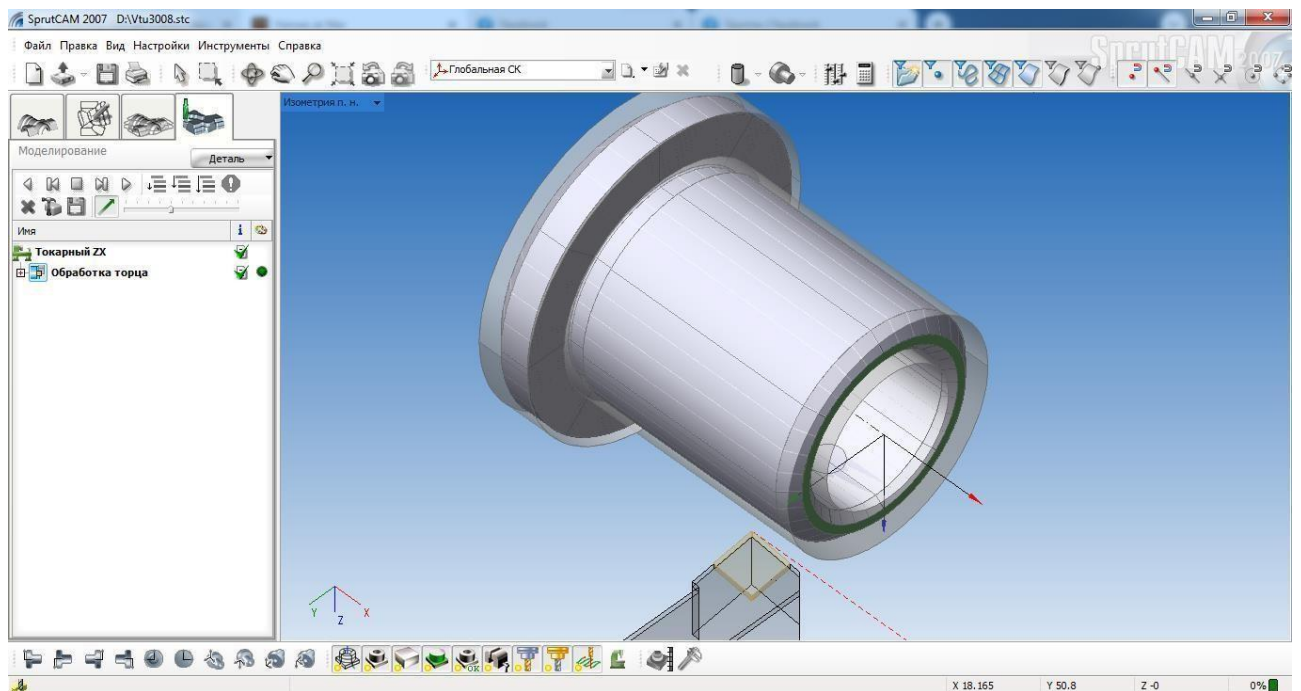 SprutCAM 2007 D:\Vtu3008.stc
Файл Правка Вид Настройки Инструменты Справка
SprutCAM 2007
Глобальная СК
Изометрия п. н.
Моделирование
Деталь
Имя
Токарный ZX
Обработка торца
Y
Z
X
OK
X 18.165 Y 50.8 Z -0 0%